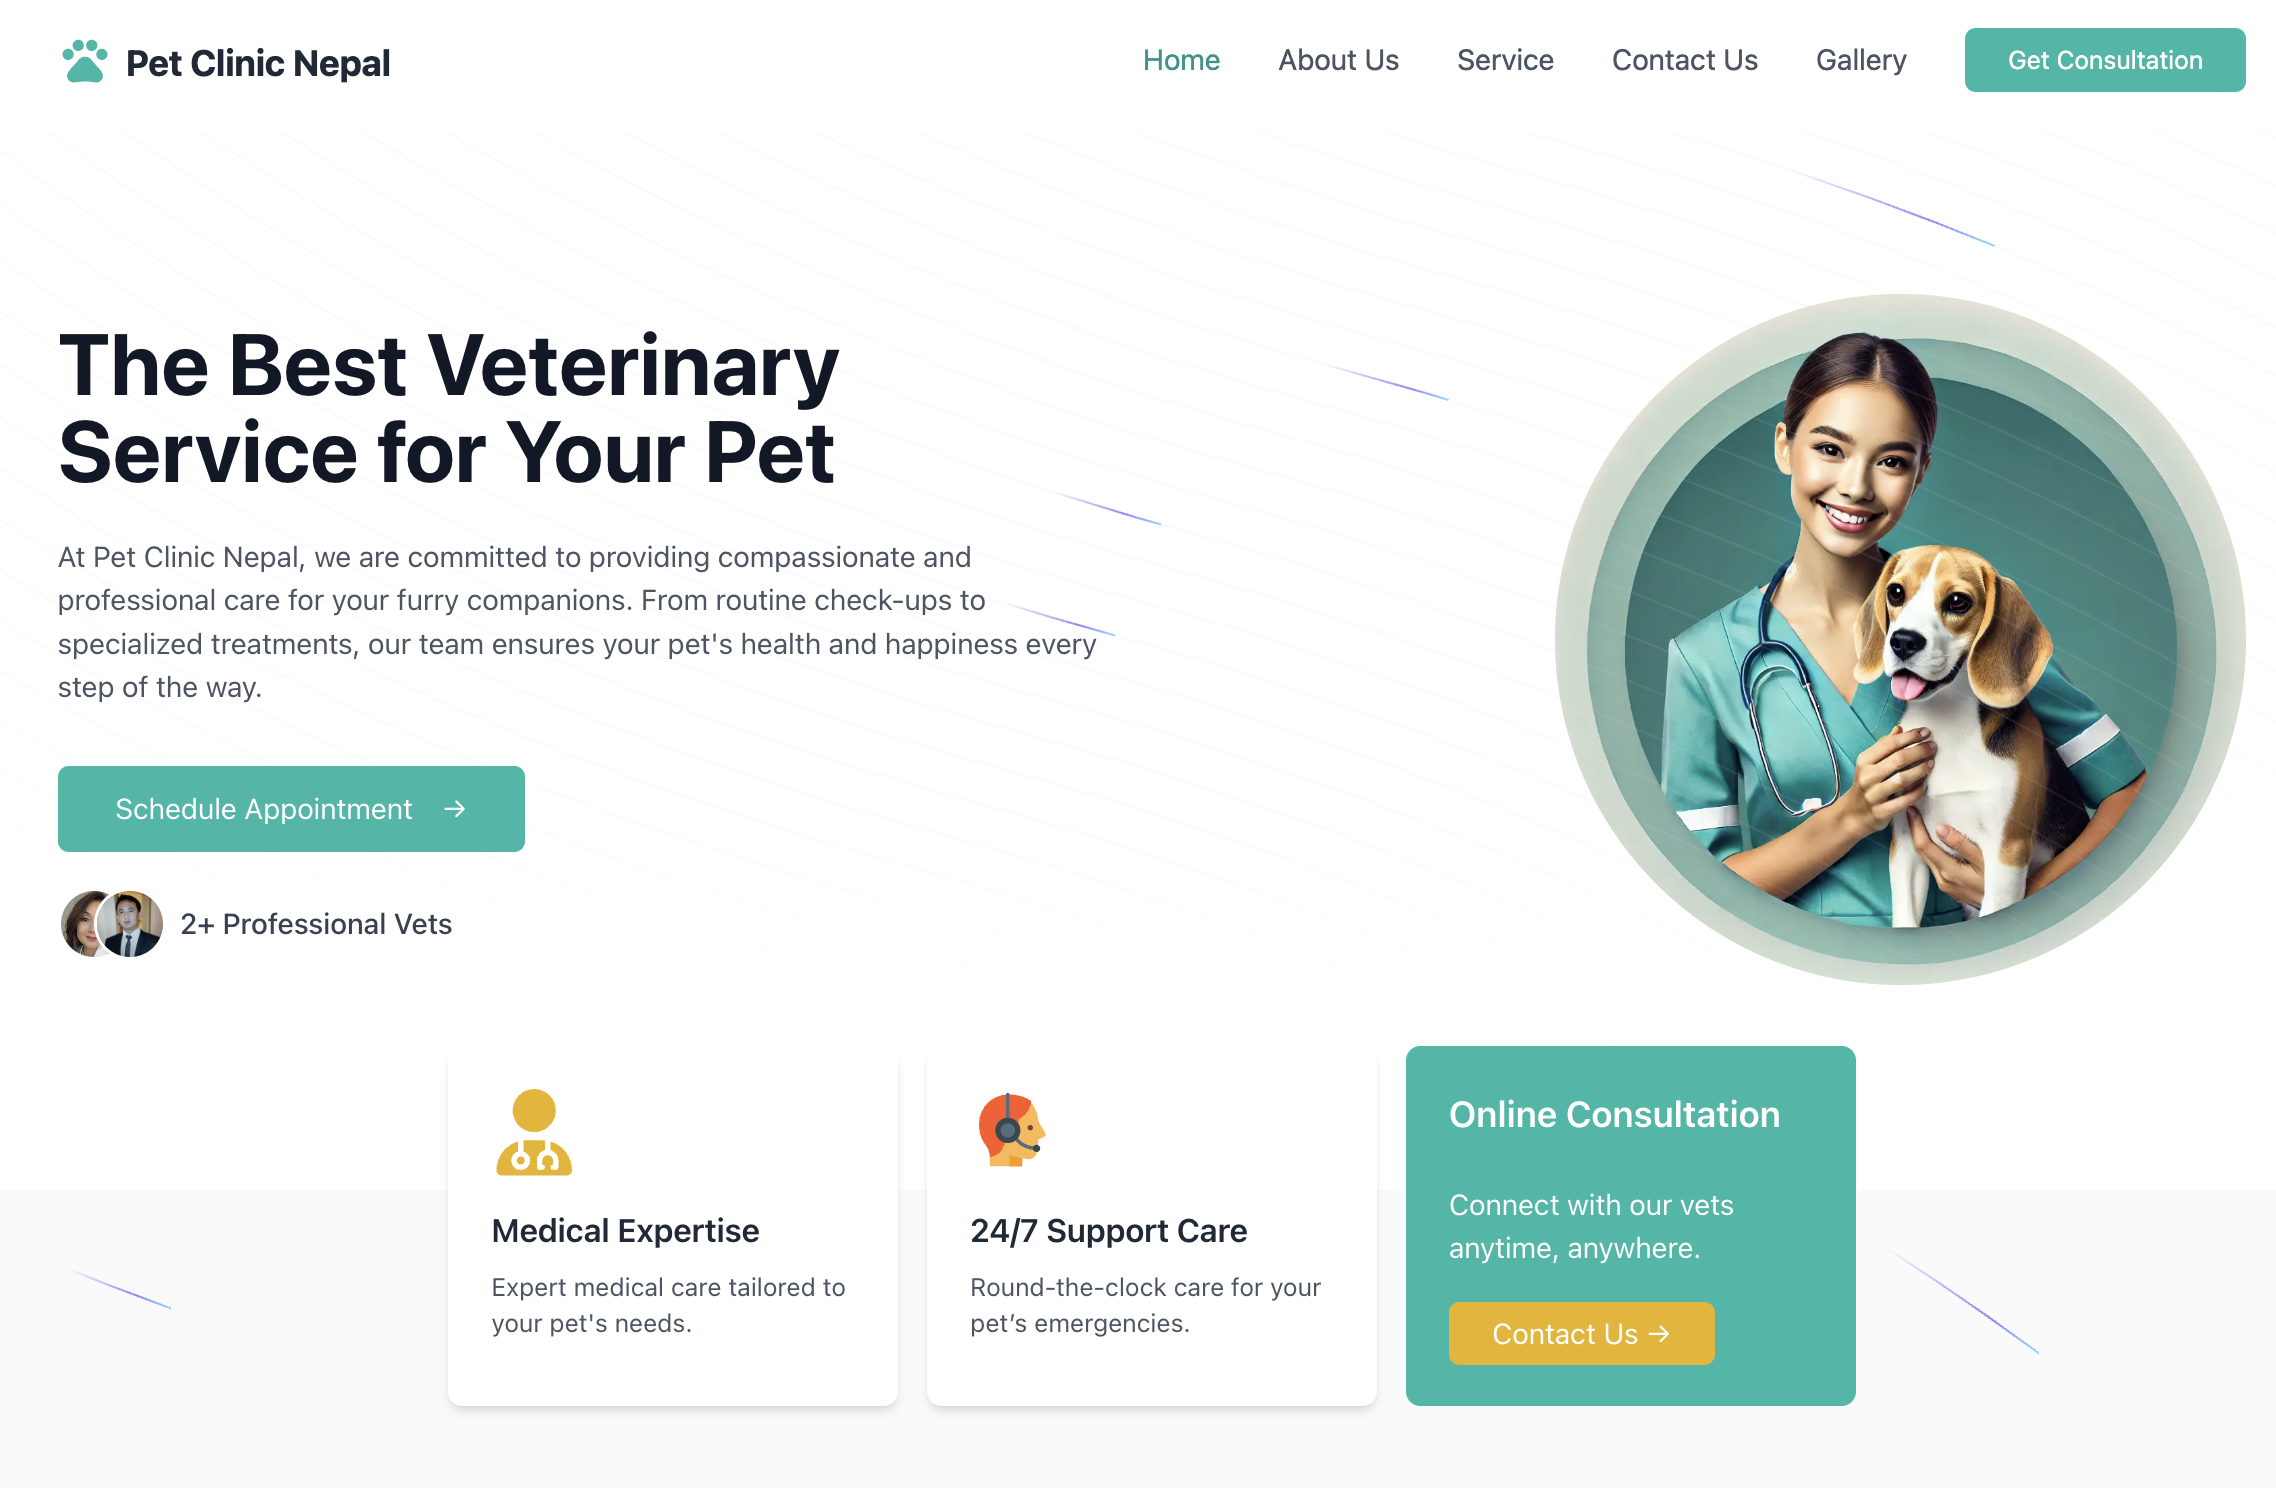 Pet Clinic Nepal
Home
About Us
Service
Contact Us
Gallery
Get Consultation
The Best Veterinary
Service for Your Pet
At Pet Clinic Nepal, we are committed to providing compassionate and
professional care for your furry companions. From routine check-ups to
specialized treatments, our team ensures your pet's health and happiness every
step of the way.
Schedule Appointment →
2+ Professional Vets
Medical Expertise
Expert medical care tailored to
your pet's needs.
24/7 Support Care
Round-the-clock care for your
pet’s emergencies.
Online Consultation
Connect with our vets
anytime, anywhere.
Contact Us →